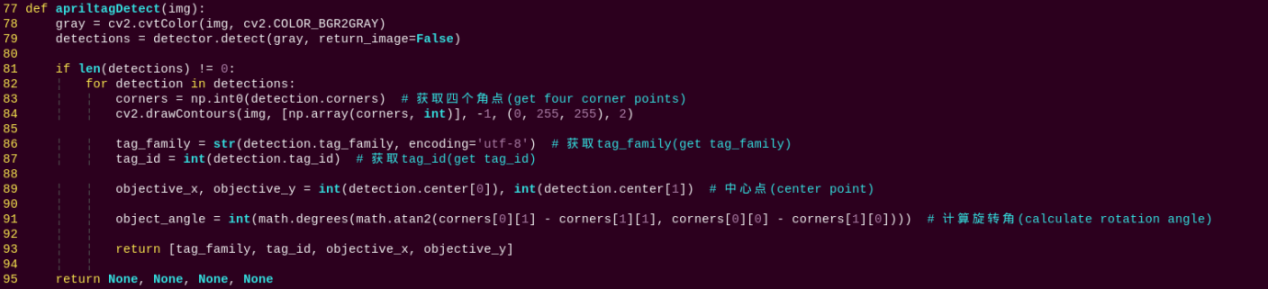 77 def apriltagDetect(img):
78     gray = cv2.cvtColor(img, cv2.COLOR_BGR2GRAY)
79     detections = detector.detect(gray, return_image=False)
80
81     if len(detections) != 0:
82         for detection in detections:
83             corners = np.int0(detection.corners)  # 获取四个角点(get four corner points)
84             cv2.drawContours(img, [np.array(corners, int)], -1, (0, 255, 255), 2)
85
86             tag_family = str(detection.tag_family, encoding='utf-8')  # 获取tag_family(get tag_family)
87             tag_id = int(detection.tag_id)  # 获取tag_id(get tag_id)
88
89             objective_x, objective_y = int(detection.center[0]), int(detection.center[1])  # 中心点(center point)
90
91             object_angle = int(math.degrees(math.atan2(corners[0][1] - corners[1][1], corners[0][0] - corners[1][0])))  # 计算旋转角(calculate rotation angle)
92
93             return [tag_family, tag_id, objective_x, objective_y]
94
95     return None, None, None, None